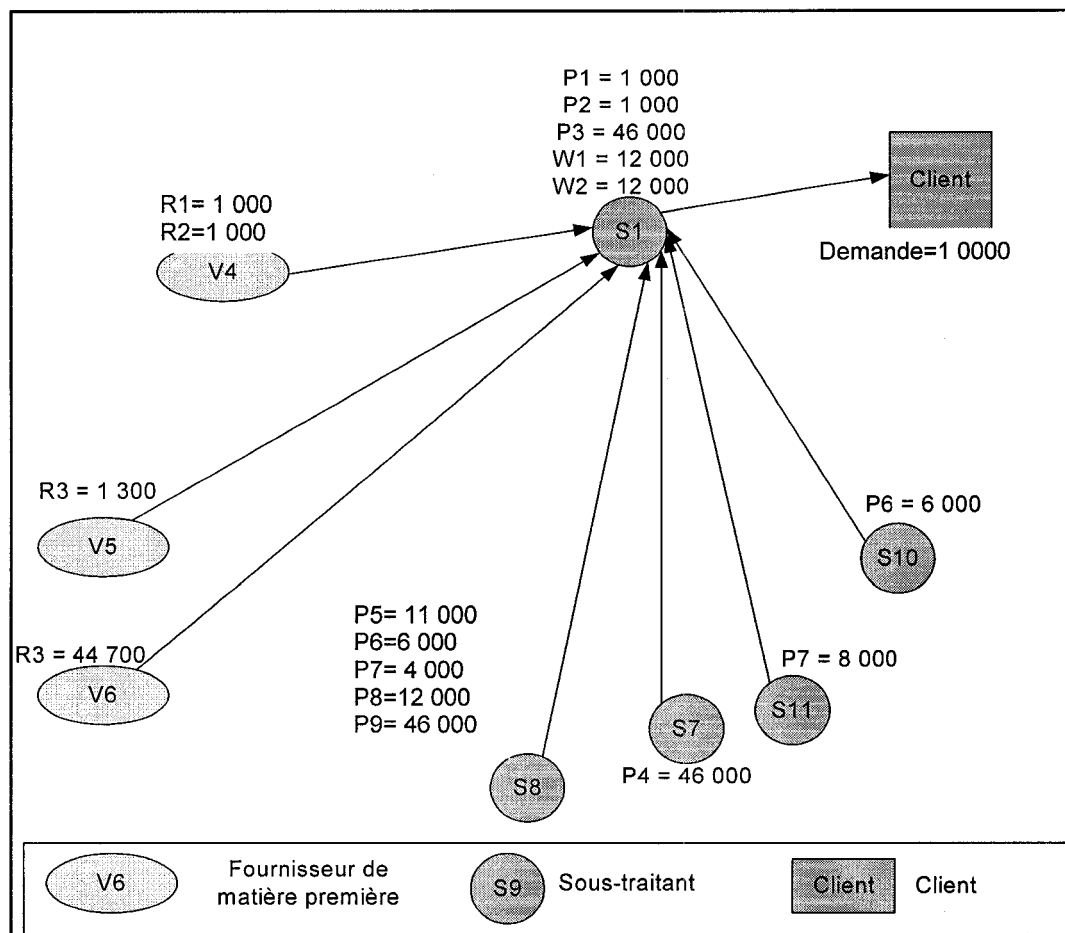 P1 = 1 000
P2 = 1 000
P3 = 46 000
W1 = 12 000
W2 = 12 000
Client
R1= 1 000
R2=1 000
S1
V4
Demande=1 0000
R3 = 1 300
V5
P6 = 6 000
S10
P5= 11 000
P6=6 000
P7= 4 000
P8=12 000
P9= 46 000
R3 = 44 700
V6
P7 = 8 000
S11
S7
P4 = 46 000
S8
V6
Fournisseur de
matière première
S9
Sous-traitant
Client
Client